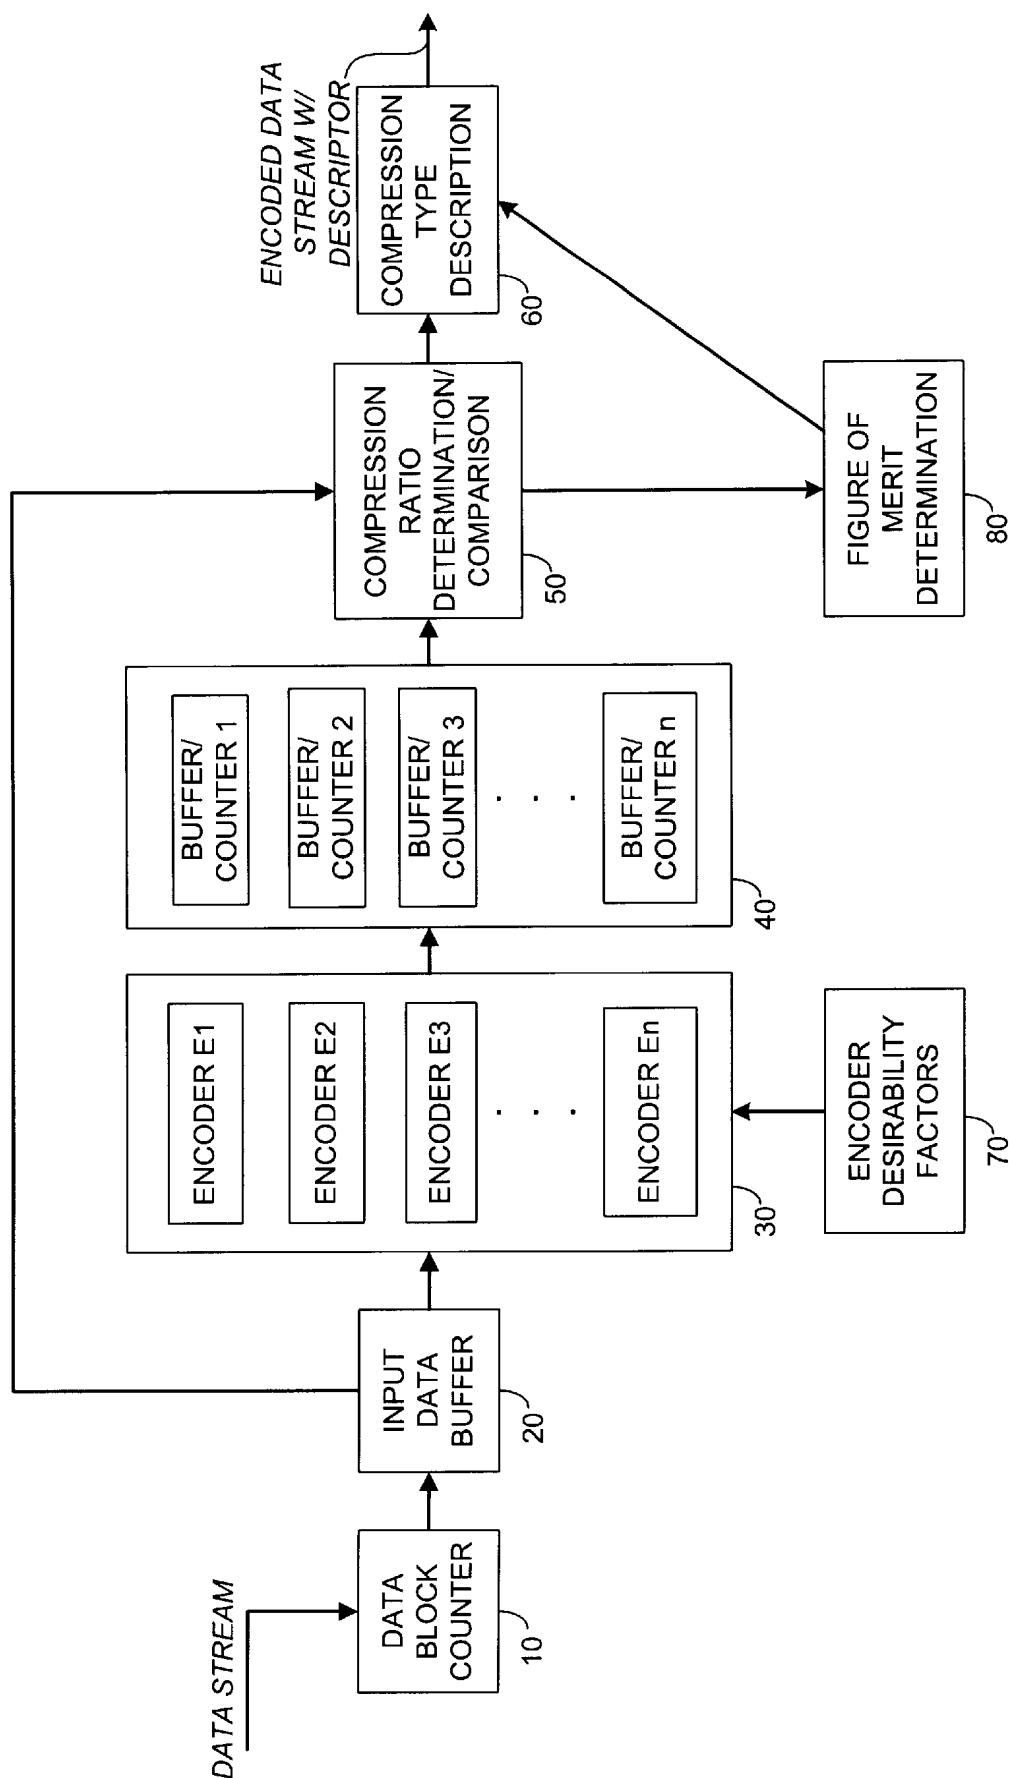 DATA STREAM
DATA
BLOCK
COUNTER
10
INPUT
DATA
BUFFER
20
ENCODER E1
ENCODER E2
ENCODER E3
. . .
ENCODER En
30
ENCODER
DESIRABILITY
FACTORS
70
BUFFER/
COUNTER 1
BUFFER/
COUNTER 2
BUFFER/
COUNTER 3
. . .
BUFFER/
COUNTER n
40
COMPRESSION
RATIO
DETERMINATION/
COMPARISON
50
FIGURE OF
MERIT
DETERMINATION
80
COMPRESSION
TYPE
DESCRIPTION
60
ENCODED DATA
STREAM W/
DESCRIPTOR